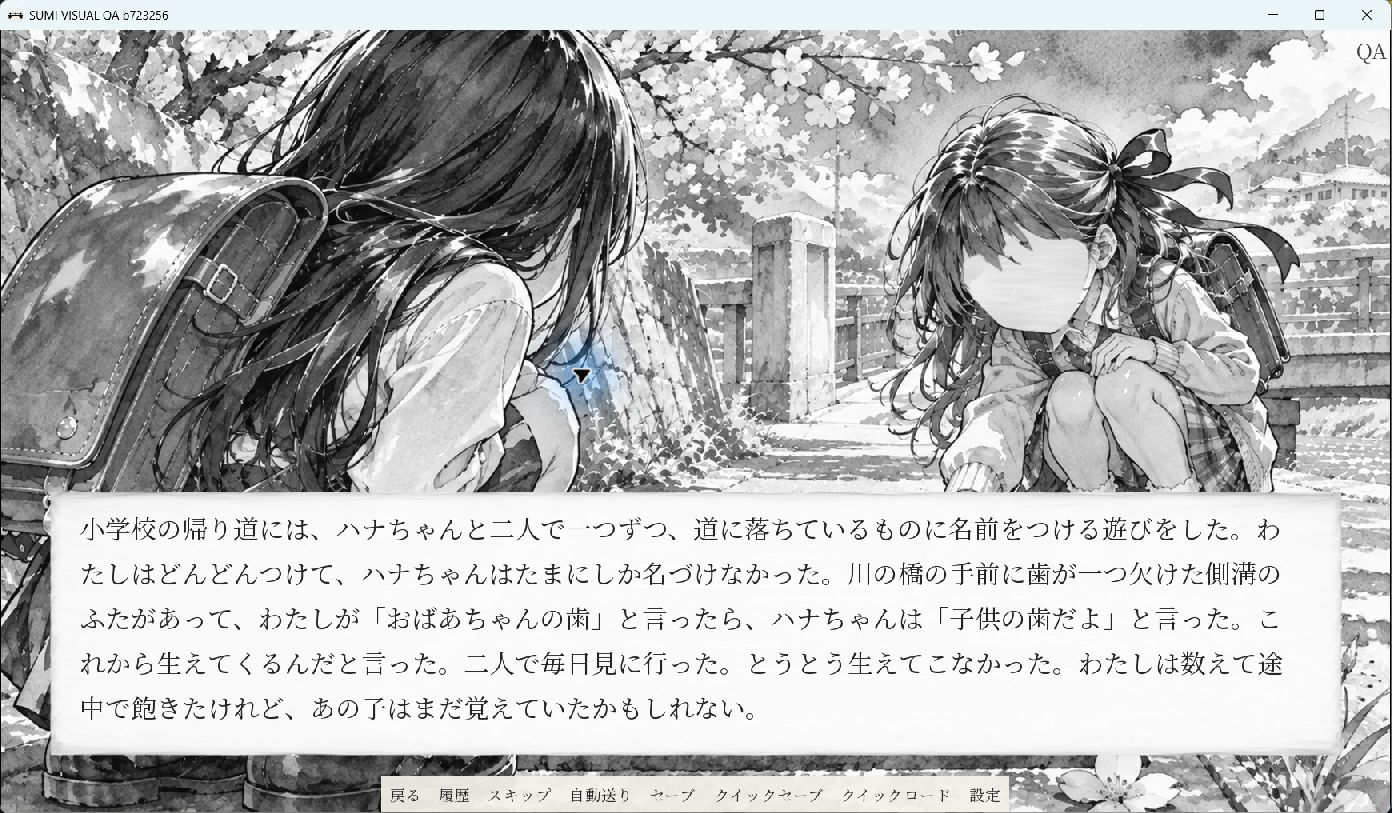 SUMI VISUAL QA b723256
QA
小学校の帰り道には、ハナちゃんと二人で一つずつ、道に落ちているものに名前をつける遊びをした。わ
たしはどんどんつけて、ハナちゃんはたまにしか名づけなかった。川の橋の手前に歯が一つ欠けた側溝の
ふたがあって、わたしが「おばあちゃんの歯」と言ったら、ハナちゃんは「子供の歯だよ」と言った。こ
れから生えてくるんだと言った。二人で毎日見に行った。とうとう生えてこなかった。わたしは数えて途
中で飽きたけれど、あの子はまだ覚えていたかもしれない。
戻る 履歴 スキップ 自動送り セーブ クイックセーブ クイックロード 設定